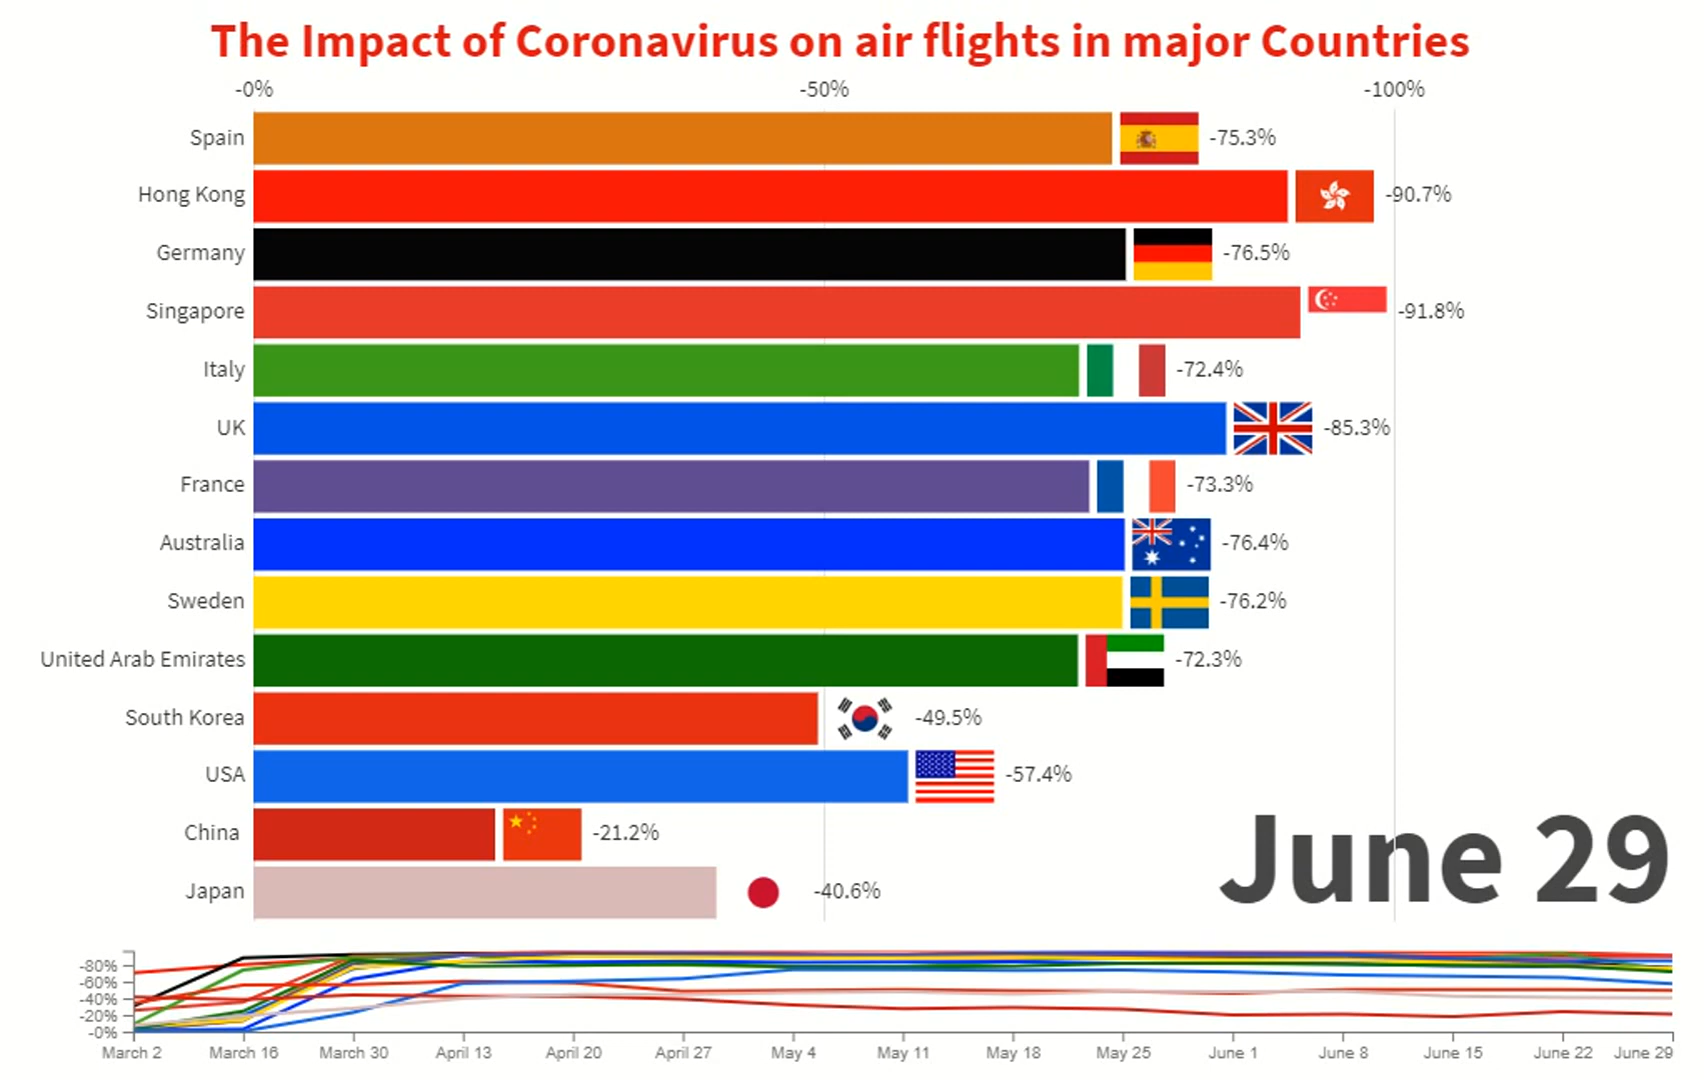 The Impact of Coronavirus on air flights in major Countries
-0% -50% -100%
Spain -75.3%
Hong Kong -90.7%
Germany -76.5%
Singapore -91.8%
Italy -72.4%
UK -85.3%
France -73.3%
Australia -76.4%
Sweden -76.2%
United Arab Emirates -72.3%
South Korea -49.5%
USA -57.4%
China -21.2%
Japan -40.6%
June 29
-80%
-60%
-40%
-20%
-0%
March 2 March 16 March 30 April 13 April 20 April 27 May 4 May 11 May 18 May 25 June 1 June 8 June 15 June 22 June 29